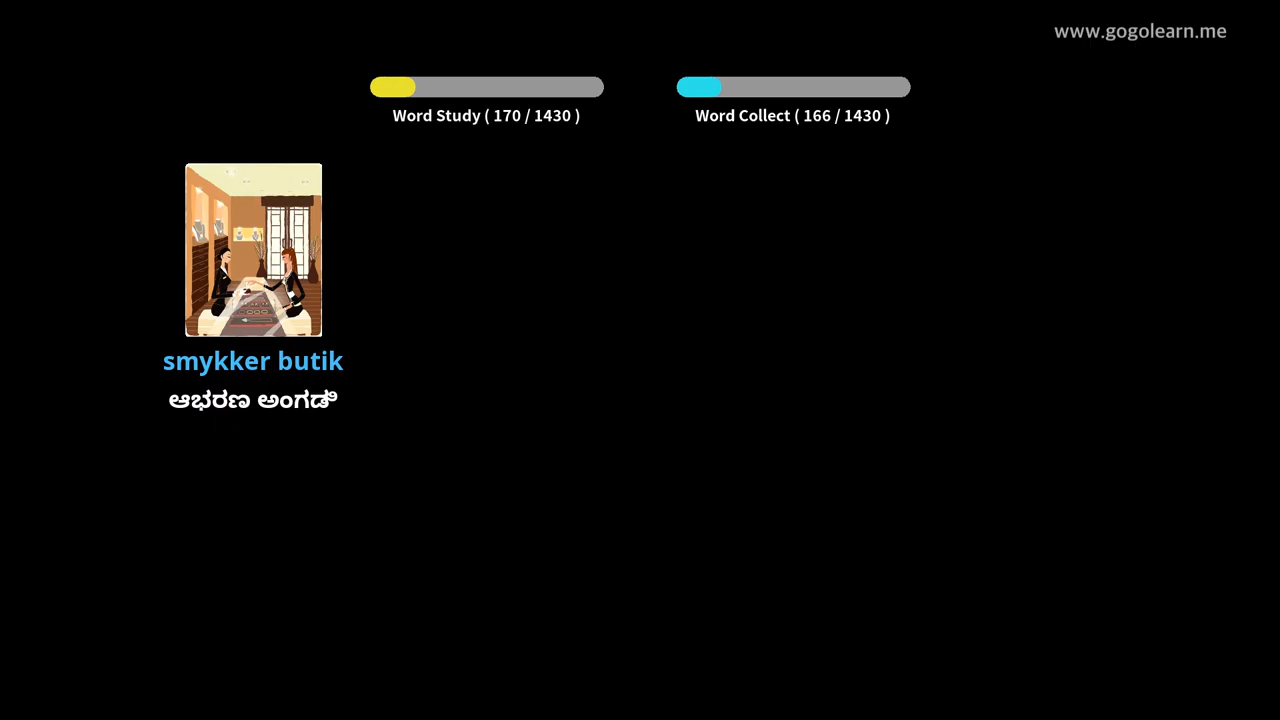 www.gogolearn.me
Word Study ( 170 / 1430 )
Word Collect ( 166 / 1430 )
smykker butik
ಆಭರಣ ಅಂಗಡಿ